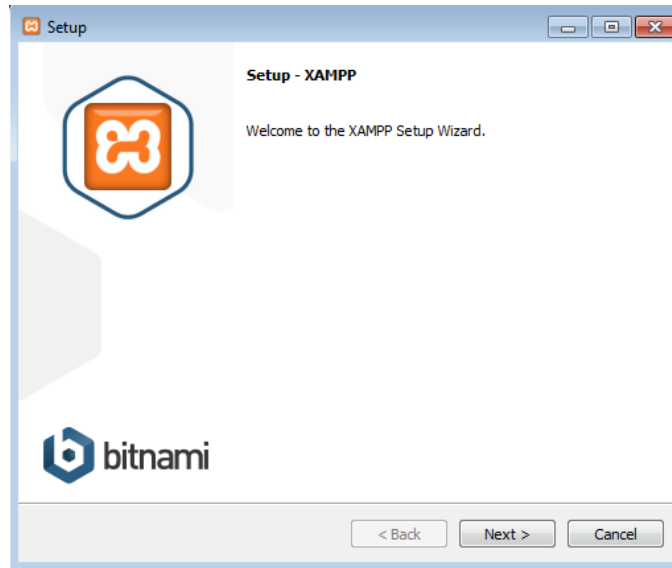 Setup
Setup - XAMPP
Welcome to the XAMPP Setup Wizard.
bitnami
< Back
Next >
Cancel